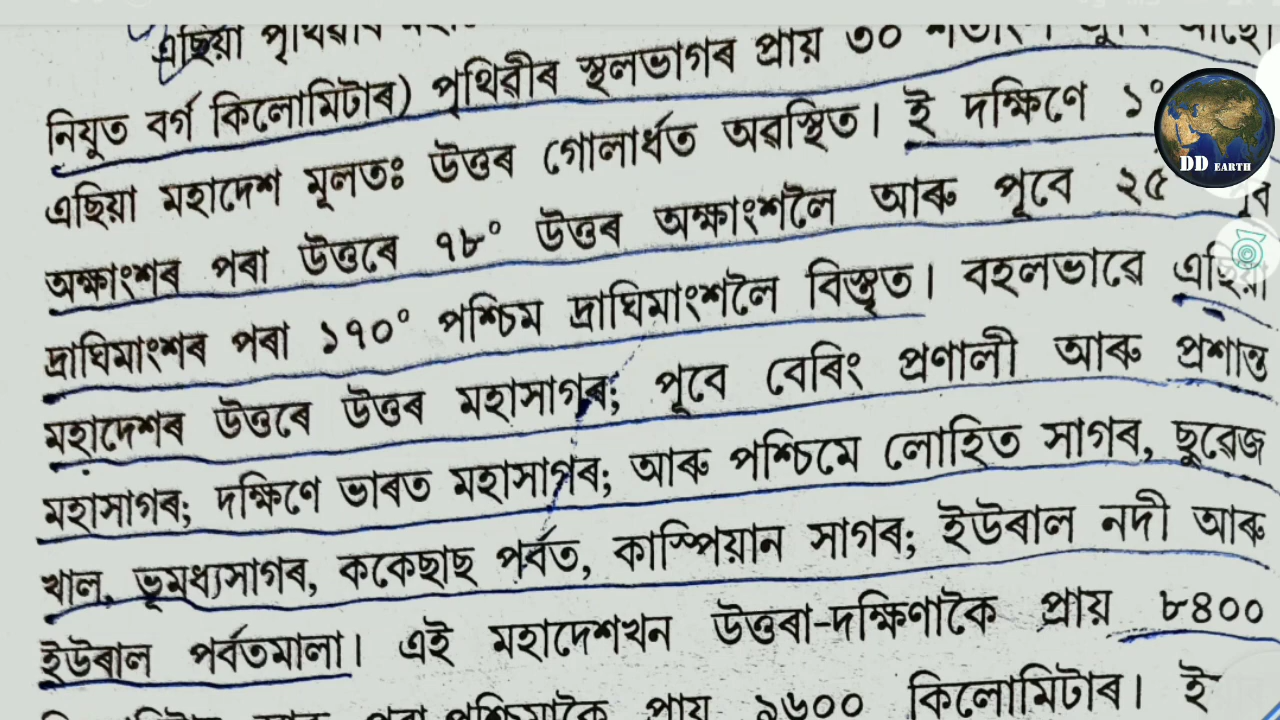 এছিয়া পৃথিৱীৰ
নিযুত বৰ্গ কিলোমিটাৰ) পৃথিৱীৰ স্থলভাগৰ প্ৰায় ৩০
এছিয়া মহাদেশ মূলতঃ উত্তৰ গোলাৰ্ধত অৱস্থিত। ই দক্ষিণে ১°
অক্ষাংশৰ পৰা উত্তৰে ৭৮° উত্তৰ অক্ষাংশলৈ আৰু পূবে ২৫
দ্ৰাঘিমাংশৰ পৰা ১৭০° পশ্চিম দ্ৰাঘিমাংশলৈ বিস্তৃত। বহলভাৱে এছিয়া
মহাদেশৰ উত্তৰে উত্তৰ মহাসাগৰ; পূবে বেৰিং প্ৰণালী আৰু প্ৰশান্ত
মহাসাগৰ; দক্ষিণে ভাৰত মহাসাগৰ; আৰু পশ্চিমে লোহিত সাগৰ, ছুৱেজ
খাল, ভূমধ্যসাগৰ, ককেছাছ পৰ্বত, কাস্পিয়ান সাগৰ; ইউৰাল নদী আৰু
ইউৰাল পৰ্বতমালা। এই মহাদেশখন উত্তৰা-দক্ষিণাকৈ প্ৰায় ৮৪০০
প্ৰায় ৯৬০০ কিলোমিটাৰ। ই
DD EARTH